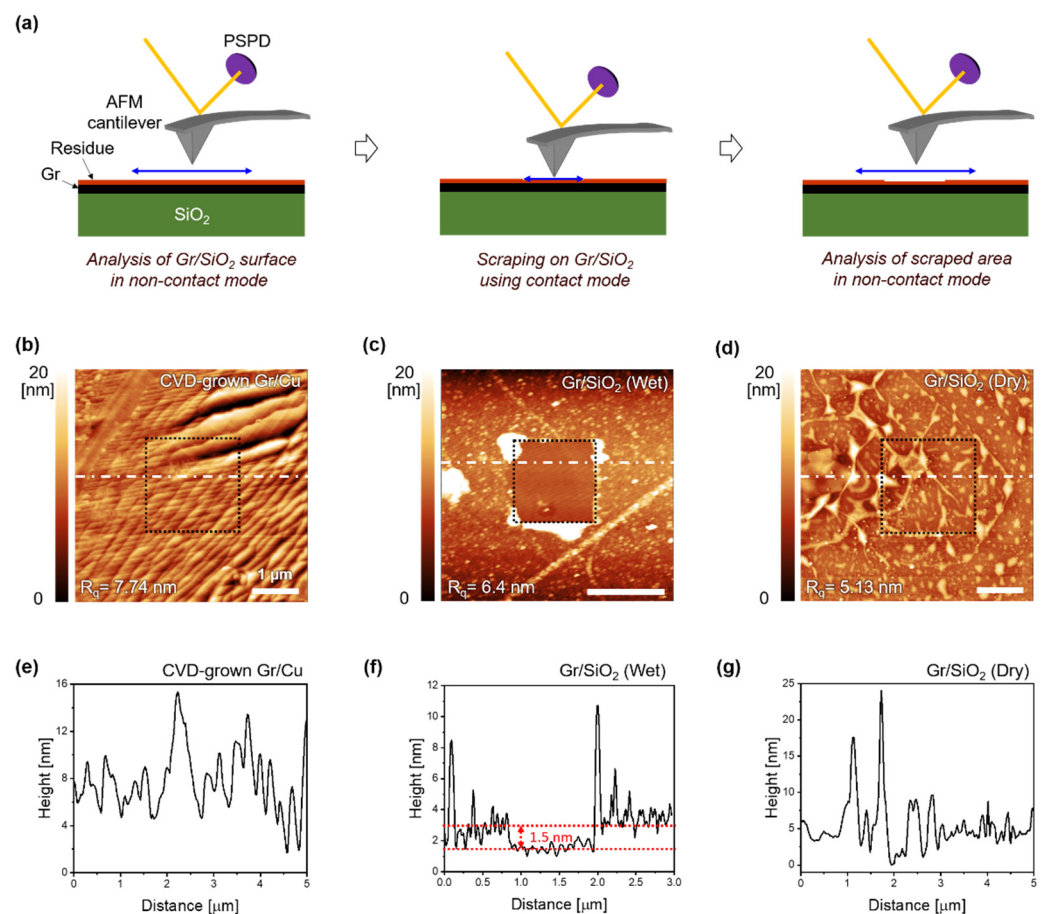 (a)
PSPD
AFM
cantilever
Residue
Gr
SiO₂
Analysis of Gr/SiO₂ surface
in non-contact mode
Scraping on Gr/SiO₂
using contact mode
Analysis of scraped area
in non-contact mode
(b)
20
[nm]
0
CVD-grown Gr/Cu
Rq= 7.74 nm
1 μm
(c)
20
[nm]
0
Gr/SiO₂ (Wet)
Rq= 6.4 nm
(d)
20
[nm]
0
Gr/SiO₂ (Dry)
Rq= 5.13 nm
(e)
CVD-grown Gr/Cu
Height [nm]
16
12
8
4
0
0 1 2 3 4 5
Distance [μm]
(f)
Gr/SiO₂ (Wet)
Height [nm]
12
10
8
6
4
2
0
1.5 nm
0.0 0.5 1.0 1.5 2.0 2.5 3.0
Distance [μm]
(g)
Gr/SiO₂ (Dry)
Height [nm]
25
20
15
10
5
0
0 1 2 3 4 5
Distance [μm]